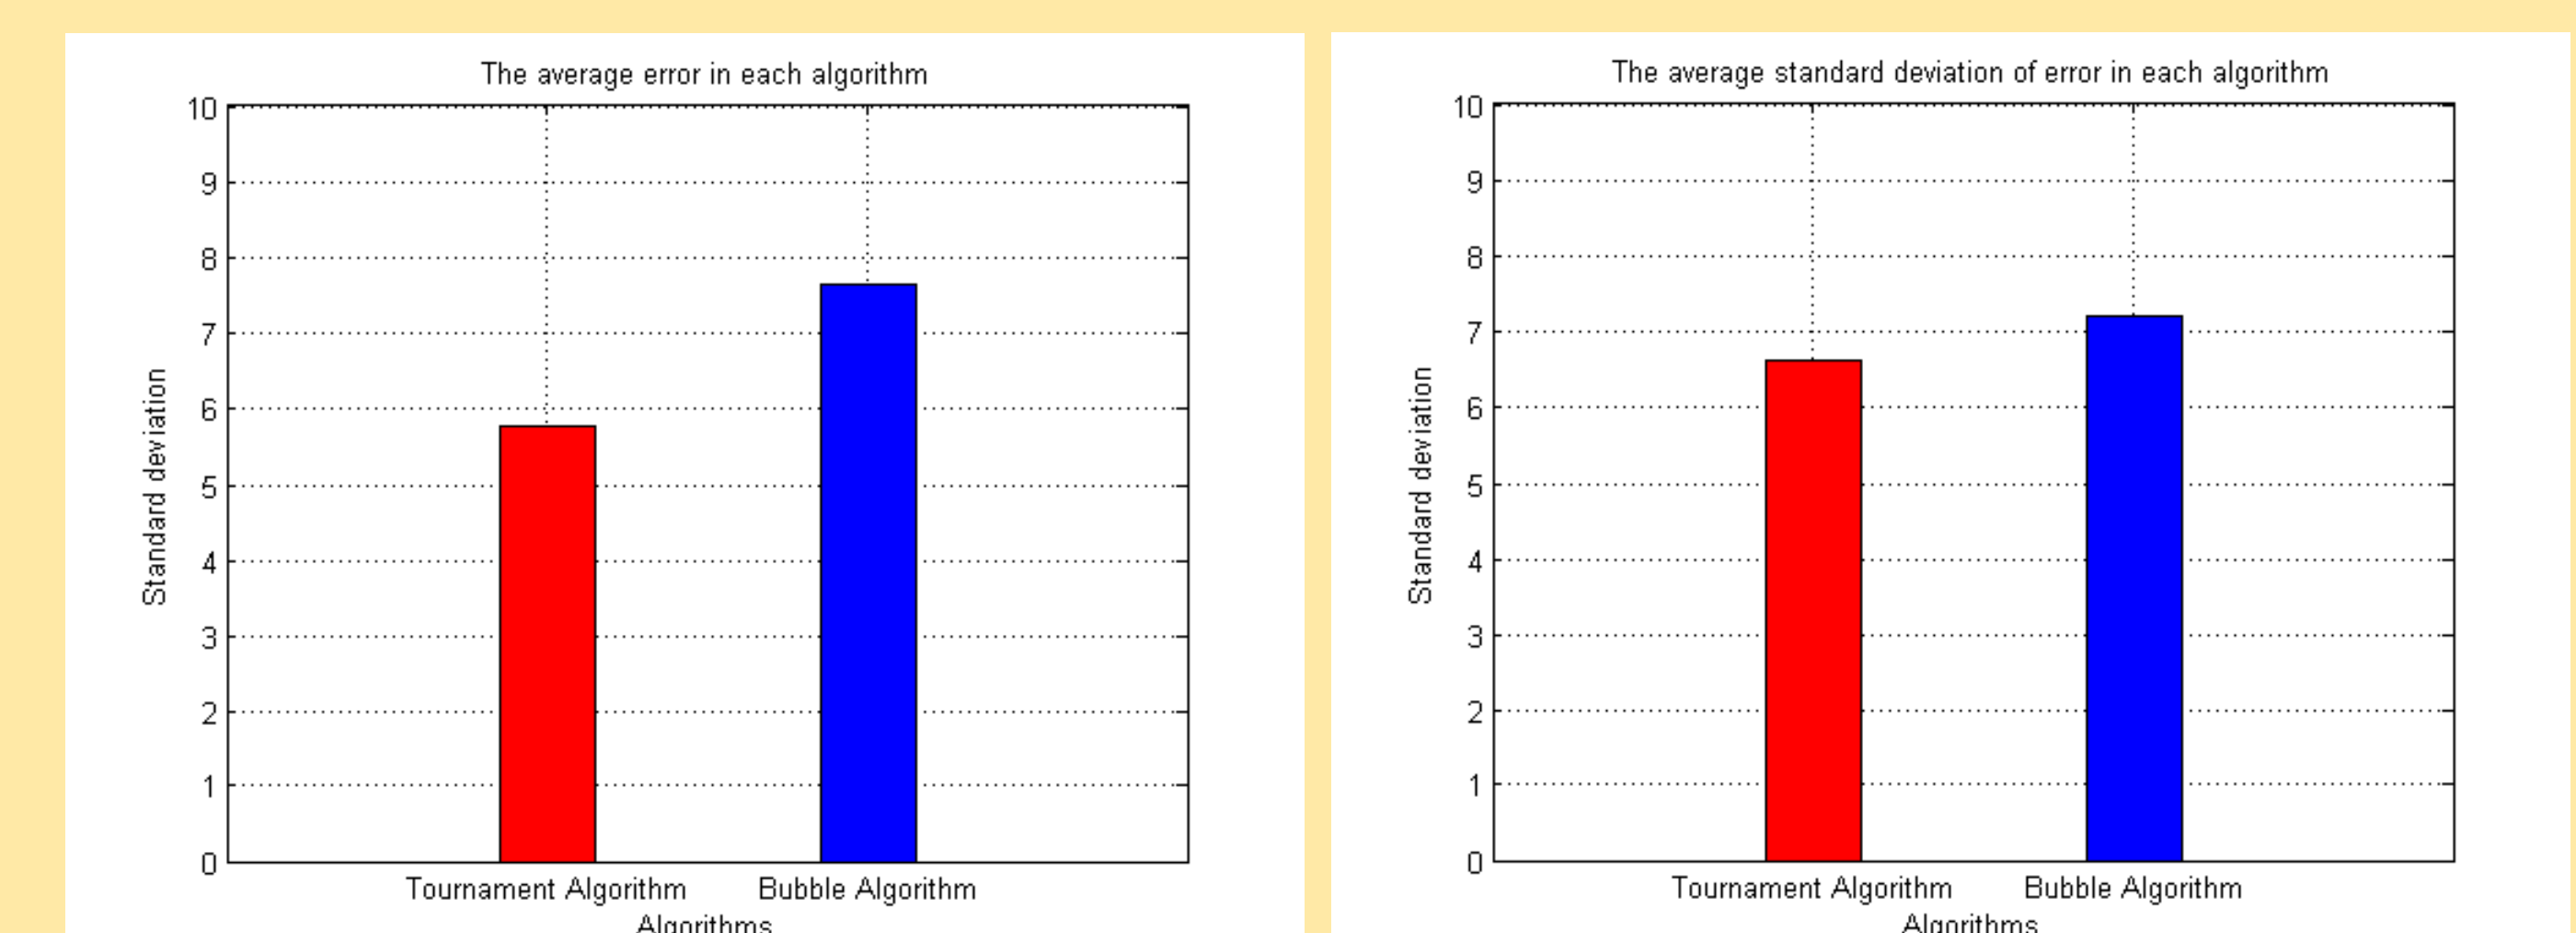 The average error in each algorithm
10
9
8
7
6
5
4
3
2
1
0
Standard deviation
Tournament Algorithm Bubble Algorithm
Algorithms
The average standard deviation of error in each algorithm
10
9
8
7
6
5
4
3
2
1
0
Standard deviation
Tournament Algorithm Bubble Algorithm
Algorithms